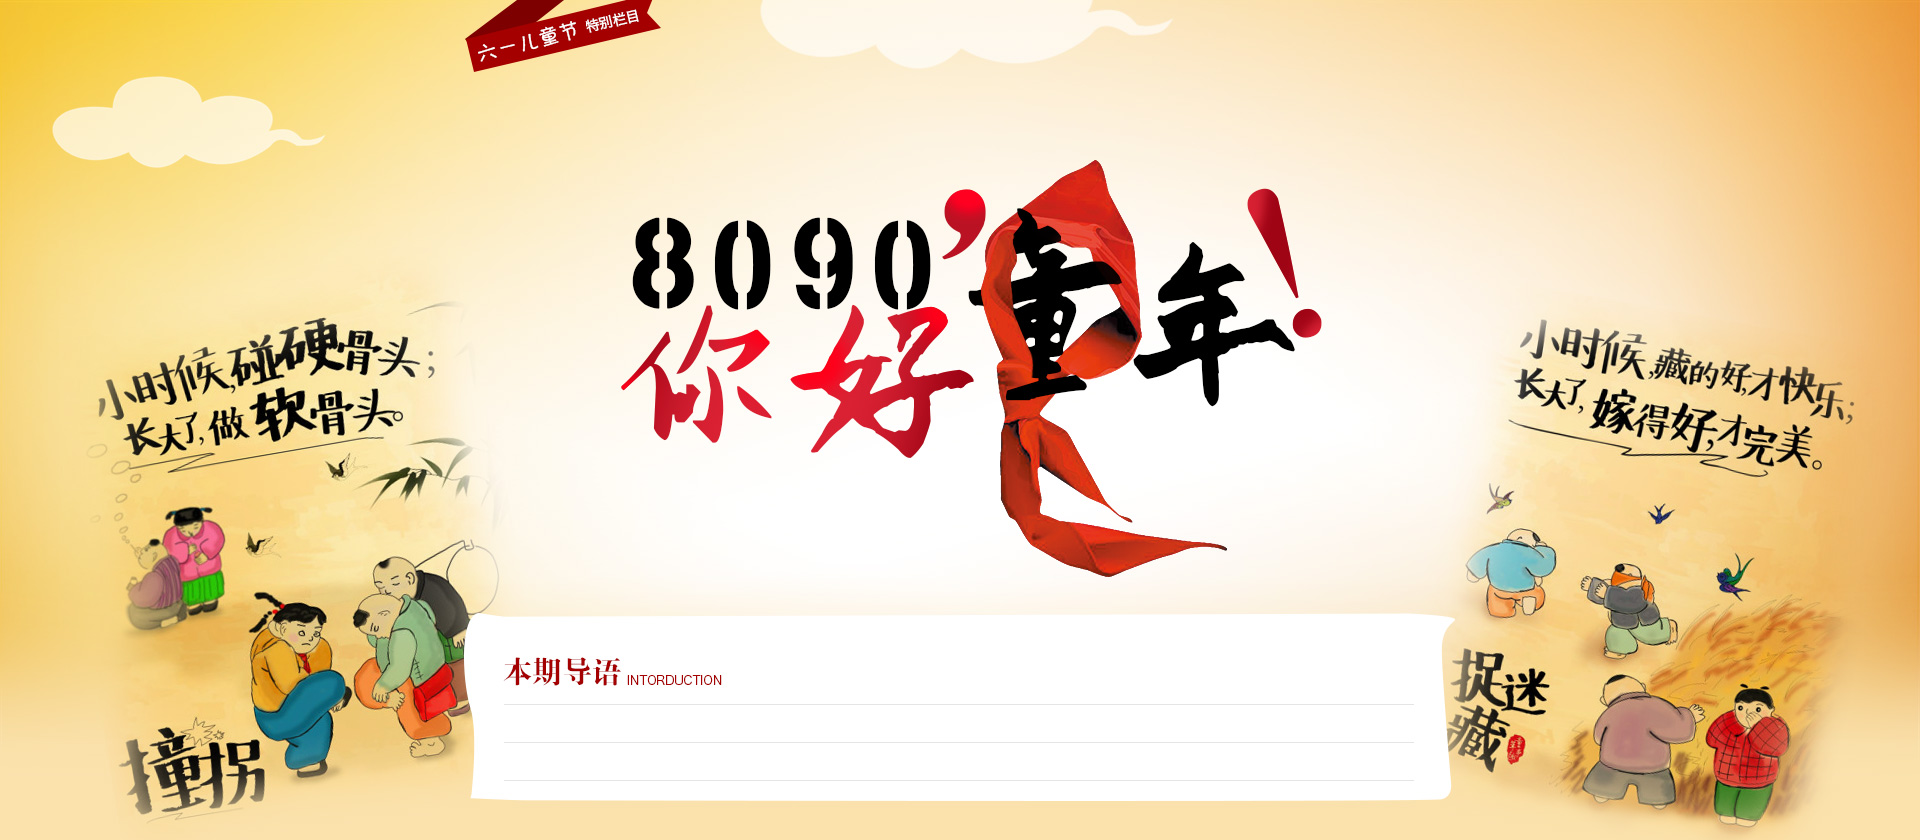 六一儿童节 特别栏目
8090’童年!
你好
小时候,碰硬骨头;
长大了,做软骨头。
撞拐
小时候,藏的好,才快乐;
长大了,嫁得好,才完美。
捉迷
藏
本期导语 INTORDUCTION